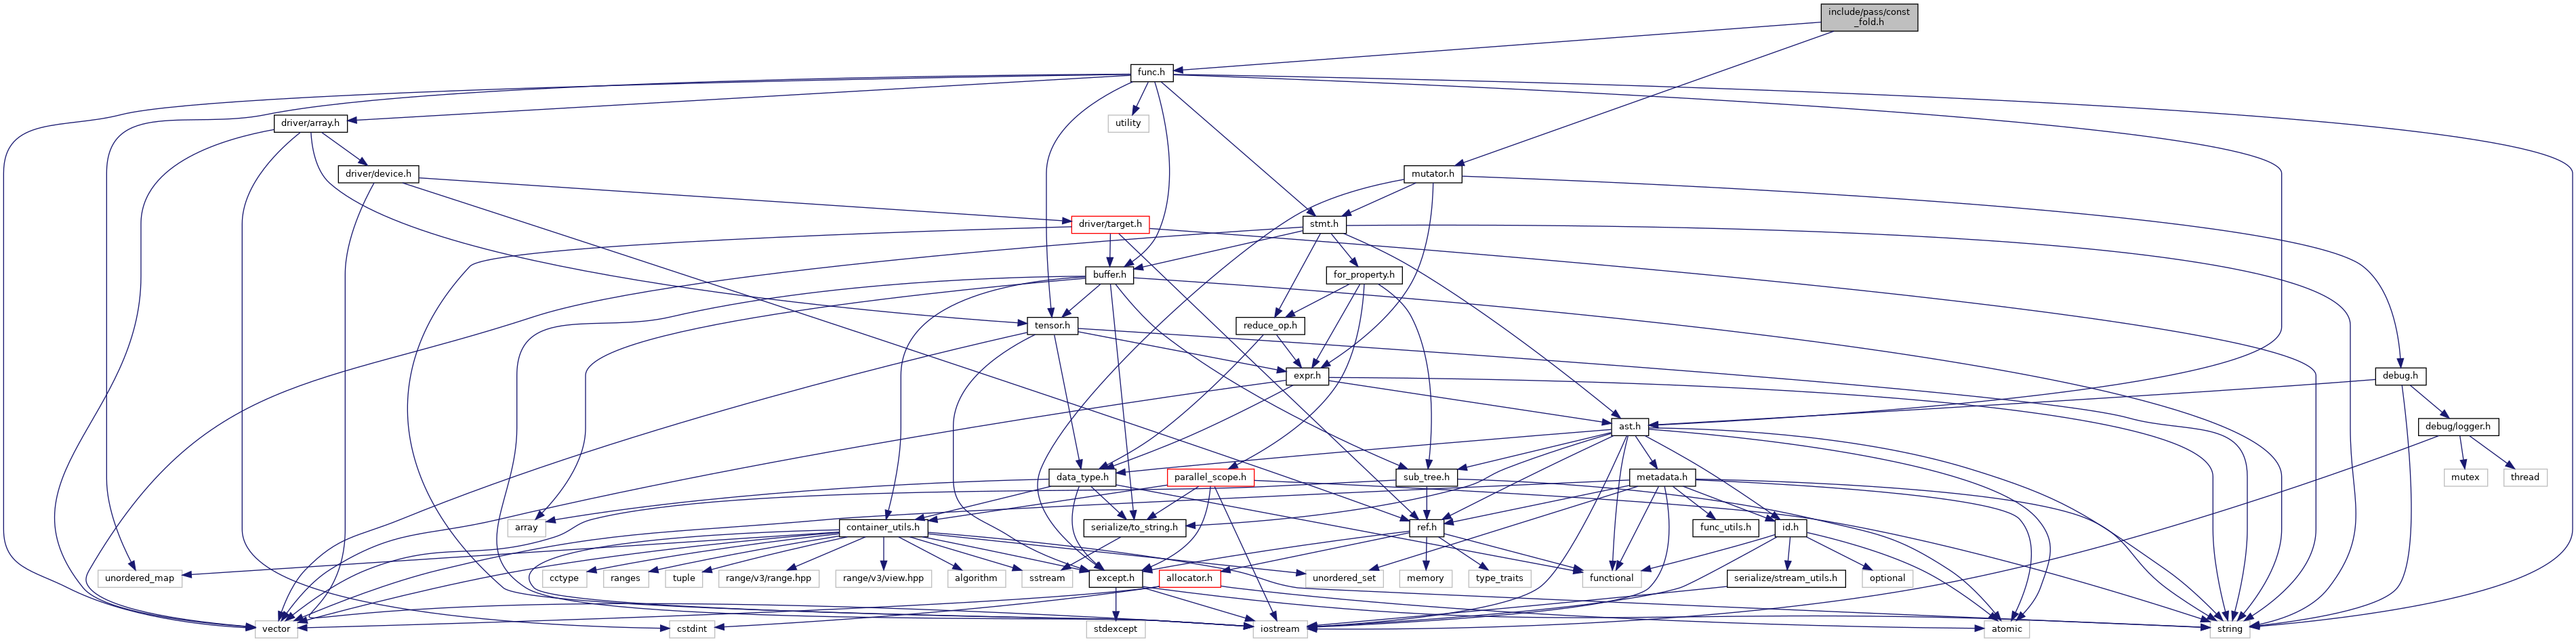 include/pass/const
_fold.h
func.h
driver/array.h
utility
driver/device.h
mutator.h
driver/target.h
stmt.h
buffer.h
for_property.h
tensor.h
reduce_op.h
expr.h
debug.h
ast.h
debug/logger.h
data_type.h
parallel_scope.h
sub_tree.h
metadata.h
mutex
thread
array
container_utils.h
serialize/to_string.h
ref.h
func_utils.h
id.h
unordered_map
cctype
ranges
tuple
range/v3/range.hpp
range/v3/view.hpp
algorithm
sstream
except.h
allocator.h
unordered_set
memory
type_traits
functional
serialize/stream_utils.h
optional
vector
cstdint
stdexcept
iostream
atomic
string